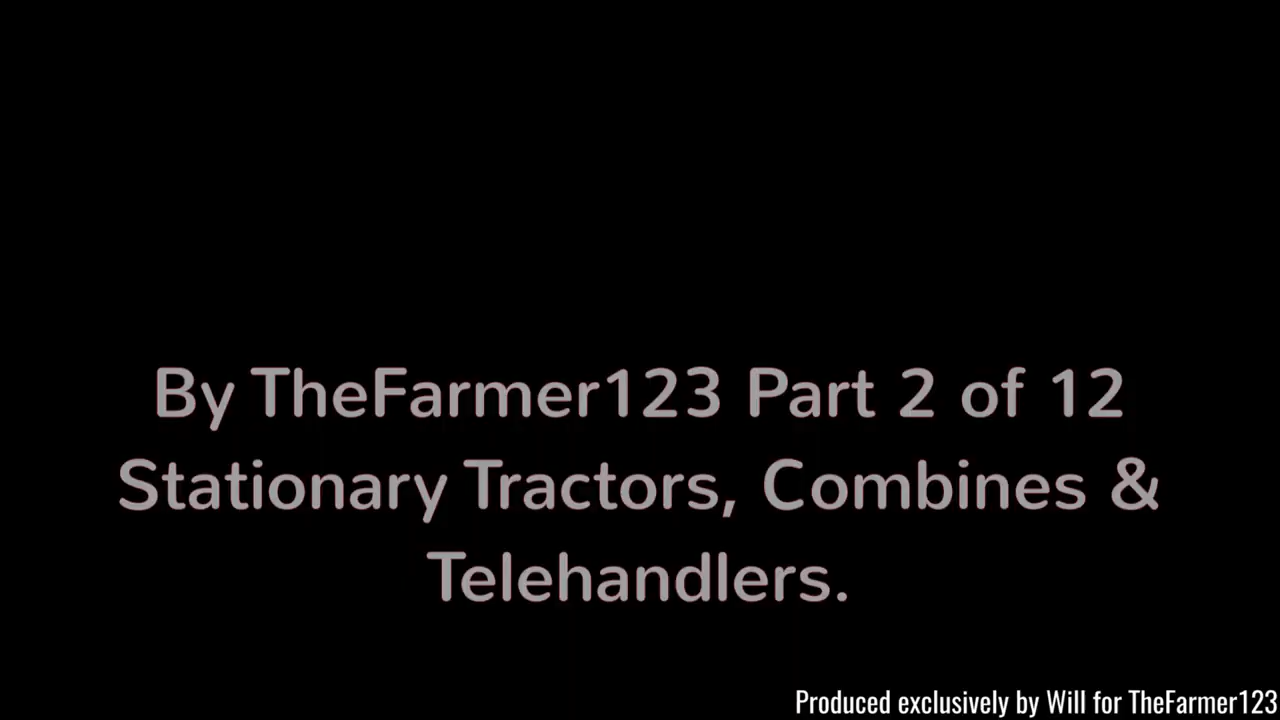 By TheFarmer123 Part 2 of 12
Stationary Tractors, Combines &
Telehandlers.
Produced exclusively by Will for TheFarmer123